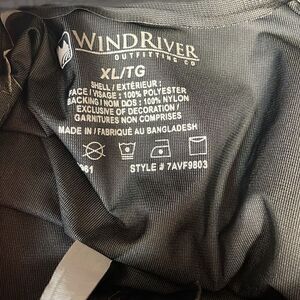 WINDRIVER
OUTFITTING CO
XL/TG
SHELL / EXTÉRIEUR :
FACE / VISAGE : 100% POLYESTER
BACKING / NOM DOS : 100% NYLON
EXCLUSIVE OF DECORATION /
GARNITURES NON COMPRISES
MADE IN / FABRIQUÉ AU BANGLADESH
STYLE # 7AVF9803